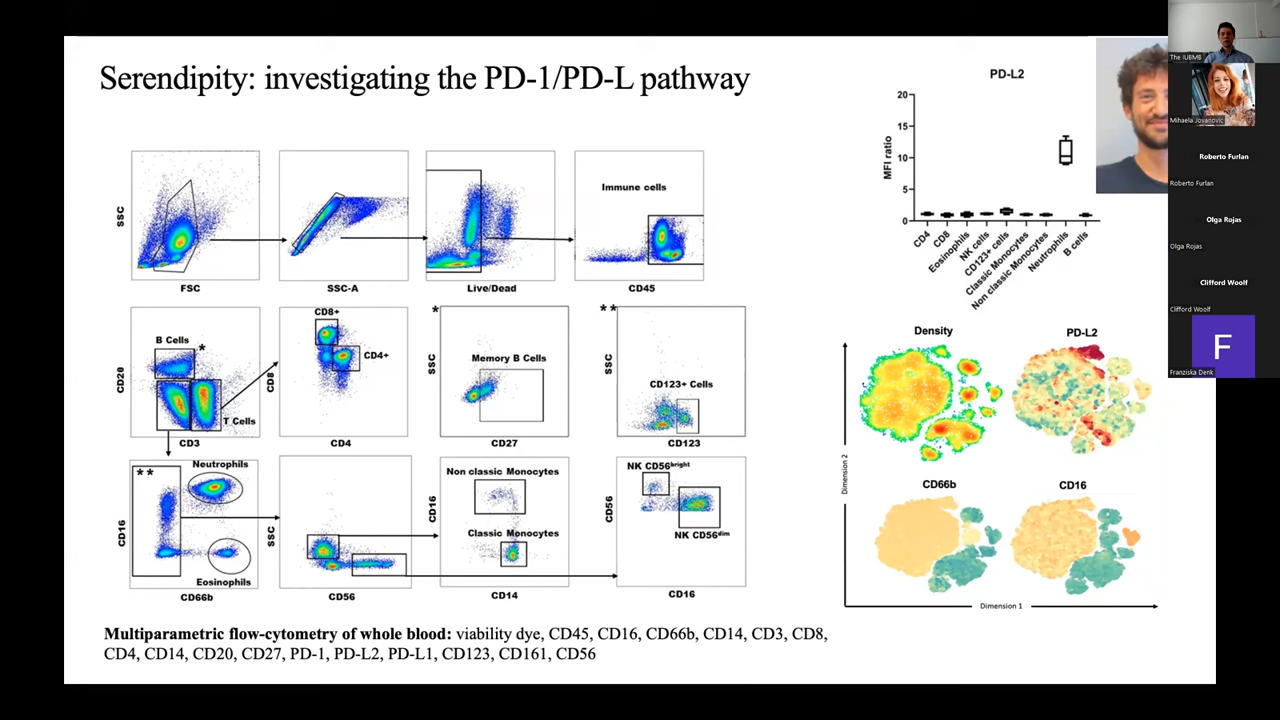 Serendipity: investigating the PD-1/PD-L pathway
SSC
FSC
SSC-A
Live/Dead
Immune cells
CD45
CD20
B Cells
*
T Cells
CD3
CD8+
CD4+
CD8
CD4
*
SSC
Memory B Cells
CD27
**
SSC
CD123+ Cells
CD123
**
Neutrophils
CD16
Eosinophils
CD66b
SSC
CD56
Non classic Monocytes
CD16
Classic Monocytes
CD14
NK CD56bright
CD56
NK CD56dim
CD16
PD-L2
MFI ratio
20
15
10
5
0
CD4
CD8
Eosinophils
NK cells
CD123+ cells
Classic Monocytes
Non classic Monocytes
Neutrophils
B cells
Density
PD-L2
CD66b
CD16
Dimension 2
Dimension 1
Multiparametric flow-cytometry of whole blood: viability dye, CD45, CD16, CD66b, CD14, CD3, CD8,
CD4, CD14, CD20, CD27, PD-1, PD-L2, PD-L1, CD123, CD161, CD56
The IUBMB
Mihaela Jovanovic
Roberto Furlan
Roberto Furlan
Olga Rojas
Olga Rojas
Clifford Woolf
Clifford Woolf
F
Franziska Denk